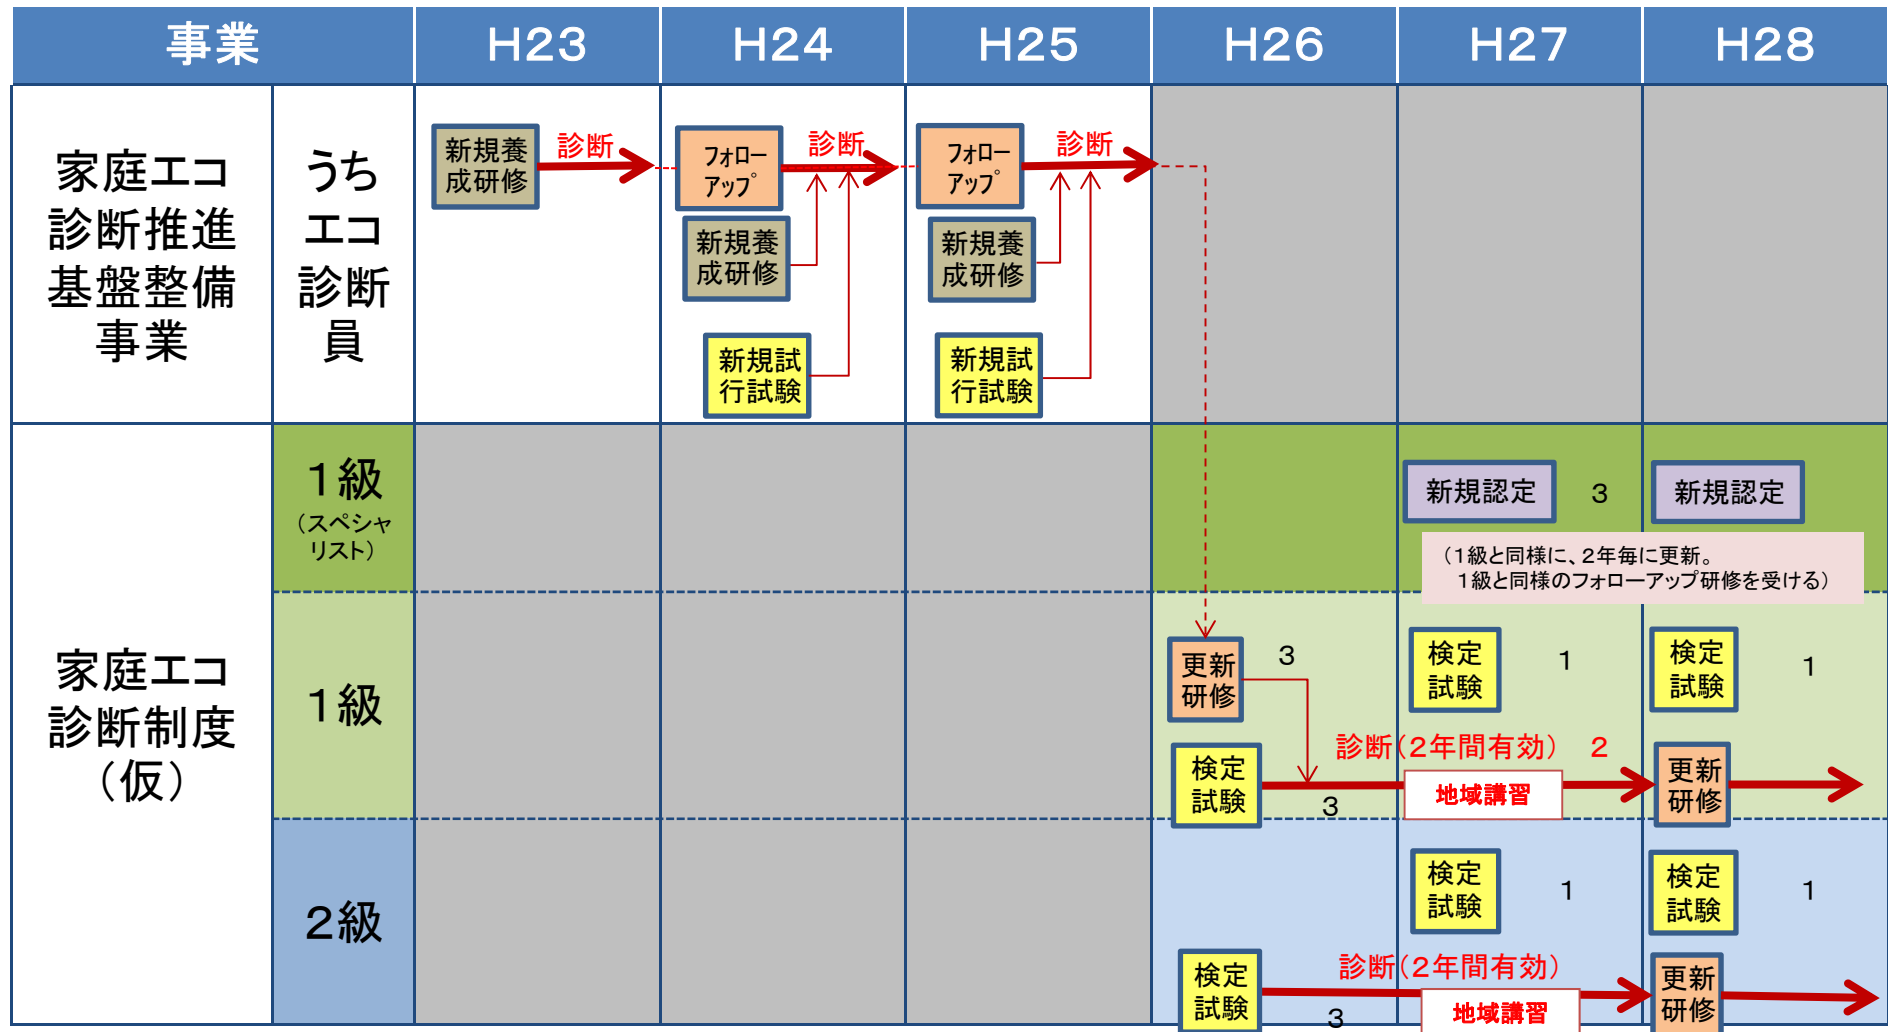 事業
H23
H24
H25
H26
H27
H28
家庭エコ
診断推進
基盤整備
事業
うち
エコ
診断
員
新規養
成研修
診断
フォロー
アップ
診断
新規養
成研修
新規試
行試験
フォロー
アップ
診断
新規養
成研修
新規試
行試験
家庭エコ
診断制度
（仮）
1級
（スペシャ
リスト）
新規認定
3
新規認定
（1級と同様に、2年毎に更新。
1級と同様のフォローアップ研修を受ける）
1級
更新
研修
3
検定
試験
1
検定
試験
1
検定
試験
3
診断（2年間有効）
2
地域講習
更新
研修
2級
検定
試験
1
検定
試験
1
検定
試験
3
診断（2年間有効）
地域講習
更新
研修